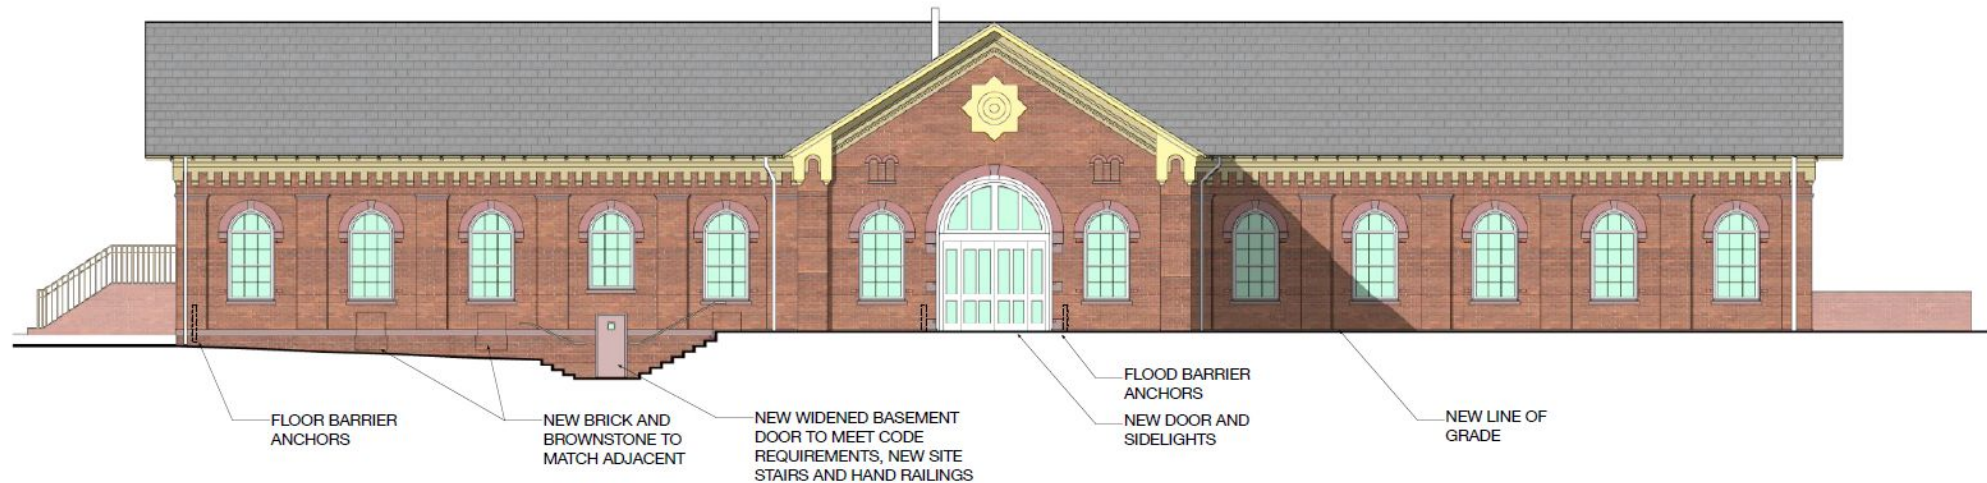 FLOOR BARRIER
ANCHORS
NEW BRICK AND
BROWNSTONE TO
MATCH ADJACENT
NEW WIDENED BASEMENT
DOOR TO MEET CODE
REQUIREMENTS, NEW SITE
STAIRS AND HAND RAILINGS
FLOOD BARRIER
ANCHORS
NEW DOOR AND
SIDELIGHTS
NEW LINE OF
GRADE